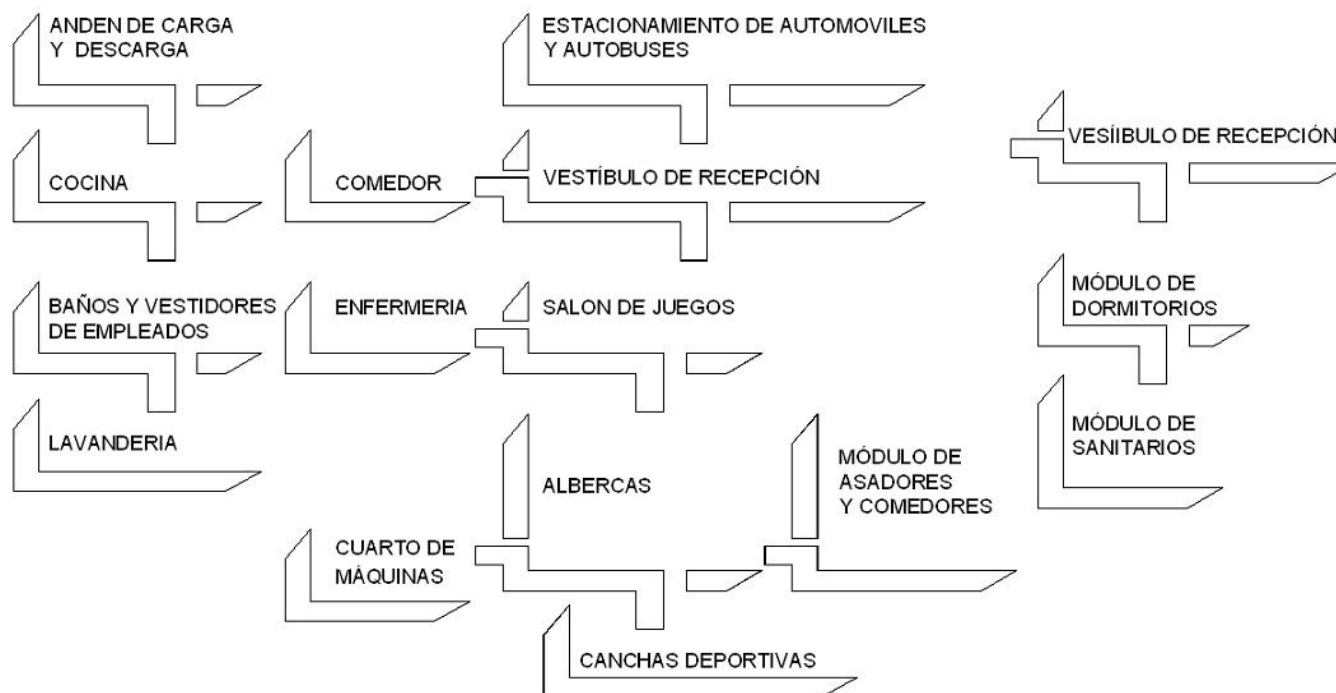 ANDEN DE CARGA
Y DESCARGA
ESTACIONAMIENTO DE AUTOMOVILES
Y AUTOBUSES
VESÍIBULO DE RECEPCIÓN
COCINA
COMEDOR
VESTÍBULO DE RECEPCIÓN
BAÑOS Y VESTIDORES
DE EMPLEADOS
ENFERMERIA
SALON DE JUEGOS
MÓDULO DE
DORMITORIOS
LAVANDERIA
ALBERCAS
MÓDULO DE
ASADORES
Y COMEDORES
MÓDULO DE
SANITARIOS
CUARTO DE
MÁQUINAS
CANCHAS DEPORTIVAS